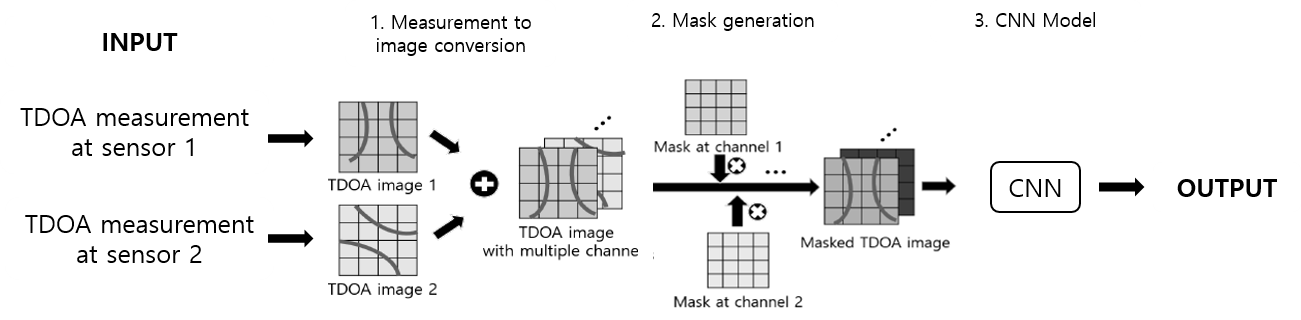 INPUT
1. Measurement to
image conversion
2. Mask generation
3. CNN Model
TDOA measurement
at sensor 1
TDOA image 1
TDOA measurement
at sensor 2
TDOA image 2
TDOA image
with multiple channe
Mask at channel 1
...
Mask at channel 2
Masked TDOA image
CNN
OUTPUT